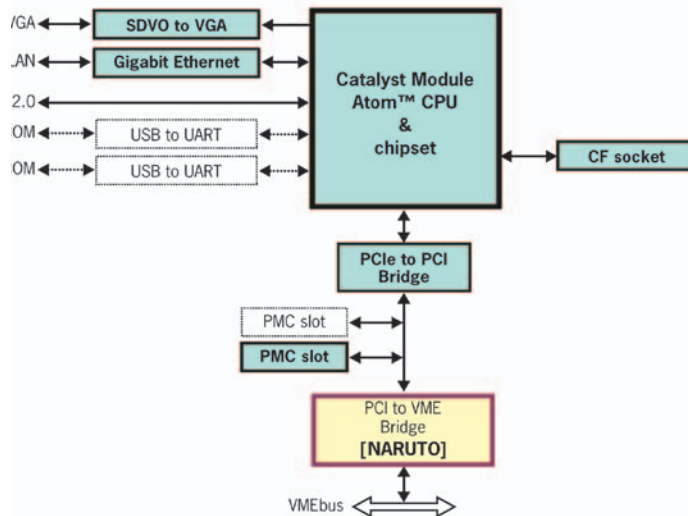 VGA
SDVO to VGA
LAN
Gigabit Ethernet
2.0
OM
USB to UART
OM
USB to UART
Catalyst Module
Atom™ CPU
&
chipset
CF socket
PCIe to PCI
Bridge
PMC slot
PMC slot
PCI to VME
Bridge
[NARUTO]
VMEbus